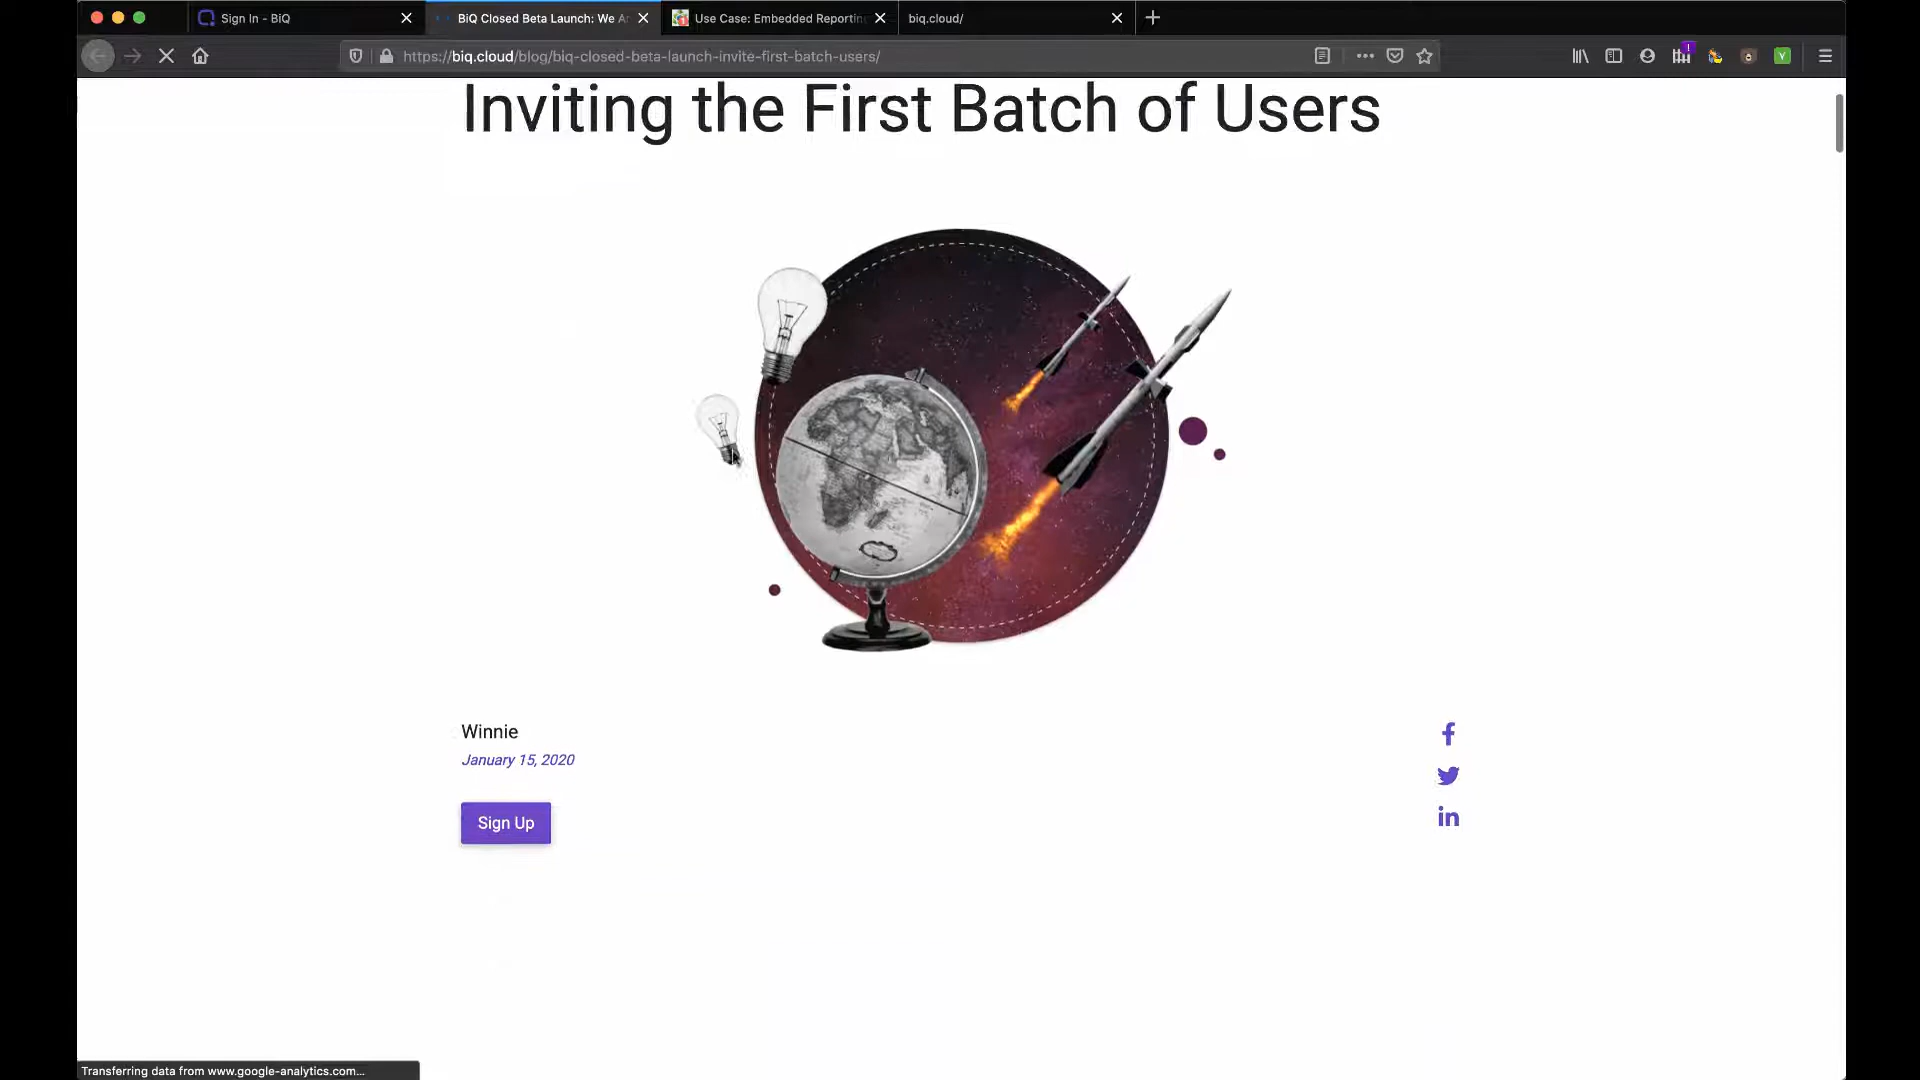 Sign In - BiQ
BiQ Closed Beta Launch: We Ar
Use Case: Embedded Reporting
biq.cloud/
https://biq.cloud/blog/biq-closed-beta-launch-invite-first-batch-users/
Inviting the First Batch of Users
Winnie
January 15, 2020
Sign Up
Transferring data from www.google-analytics.com...